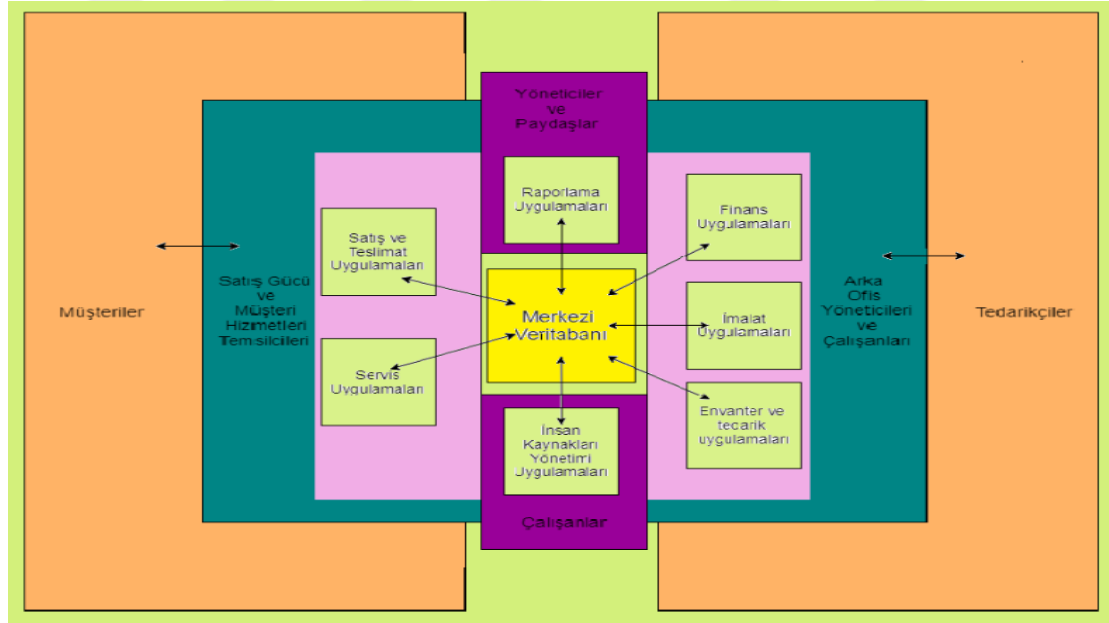 Yöneticiler
ve
Paydaşlar
Raporlama
Uygulamaları
Finans
Uygulamaları
Satış ve
Teslimat
Uygulamaları
Müşteriler
Satış Gücü
ve
Müşteri
Hizmetleri
Temsilcileri
Merkezi
Veritabanı
İmalat
Uygulamaları
Arka
Ofis
Yöneticileri
ve
Çalışanları
Tedarikçiler
Servis
Uygulamaları
İnsan
Kaynakları
Yönetimi
Uygulamaları
Envanter ve
tecarik
uygulamaları
Çalışanlar